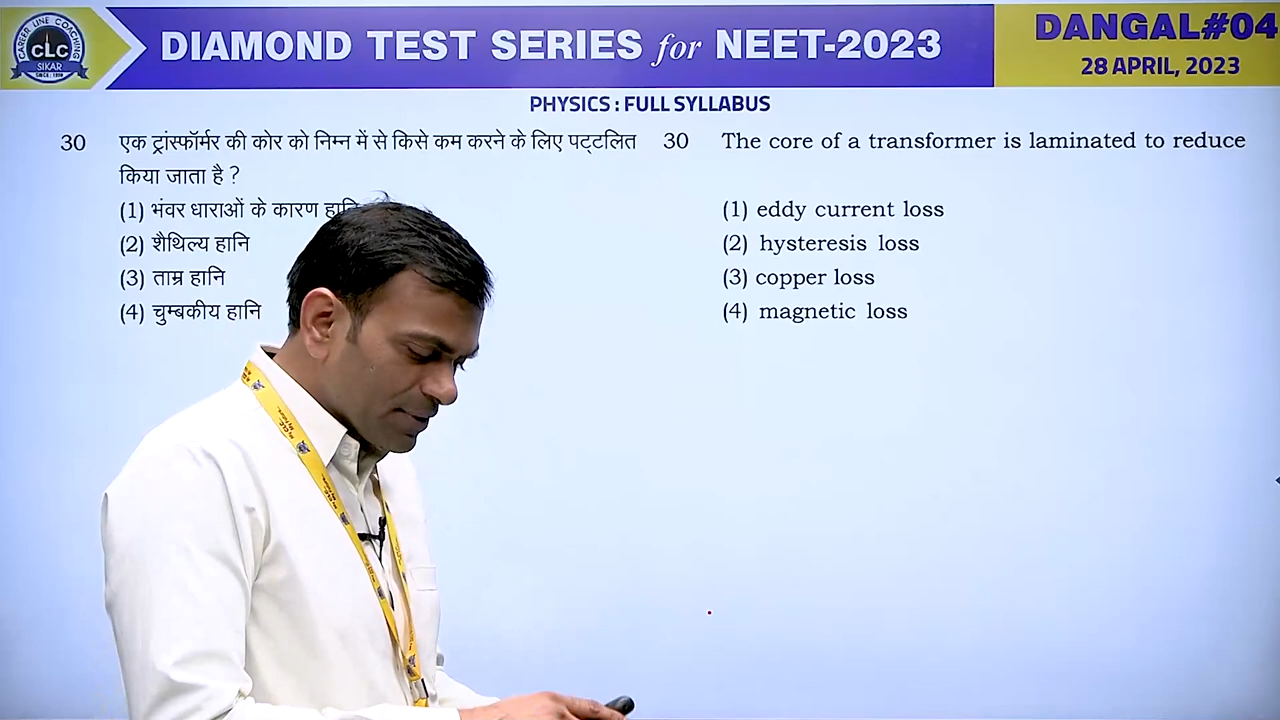 CAREER LINE COACHING
CLC
SIKAR
SINCE : 1996
DIAMOND TEST SERIES for NEET-2023
DANGAL#04
28 APRIL, 2023
PHYSICS : FULL SYLLABUS
30 एक ट्रांस्फॉर्मर की कोर को निम्न में से किसे कम करने के लिए पट्टलित
किया जाता है ?
(1) भंवर धाराओं के कारण हानि
(2) शैथिल्य हानि
(3) ताम्र हानि
(4) चुम्बकीय हानि
30 The core of a transformer is laminated to reduce
(1) eddy current loss
(2) hysteresis loss
(3) copper loss
(4) magnetic loss